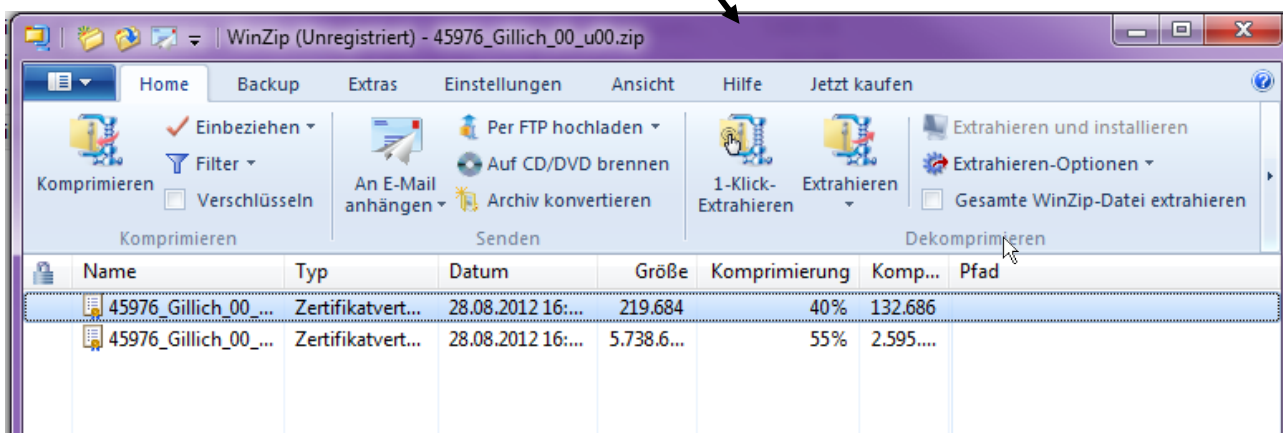 WinZip (Unregistriert) - 45976_Gillich_00_u00.zip
Home Backup Extras Einstellungen Ansicht Hilfe Jetzt kaufen
Komprimieren
Einbeziehen
Filter
Verschlüsseln
Komprimieren
An E-Mail
anhängen
Per FTP hochladen
Auf CD/DVD brennen
Archiv konvertieren
Senden
1-Klick-
Extrahieren
Extrahieren
Extrahieren und installieren
Extrahieren-Optionen
Gesamte WinZip-Datei extrahieren
Dekomprimieren
Name Typ Datum Größe Komprimierung Komp... Pfad
45976_Gillich_00_... Zertifikatvert... 28.08.2012 16:... 219.684 40% 132.686
45976_Gillich_00_... Zertifikatvert... 28.08.2012 16:... 5.738.6... 55% 2.595....